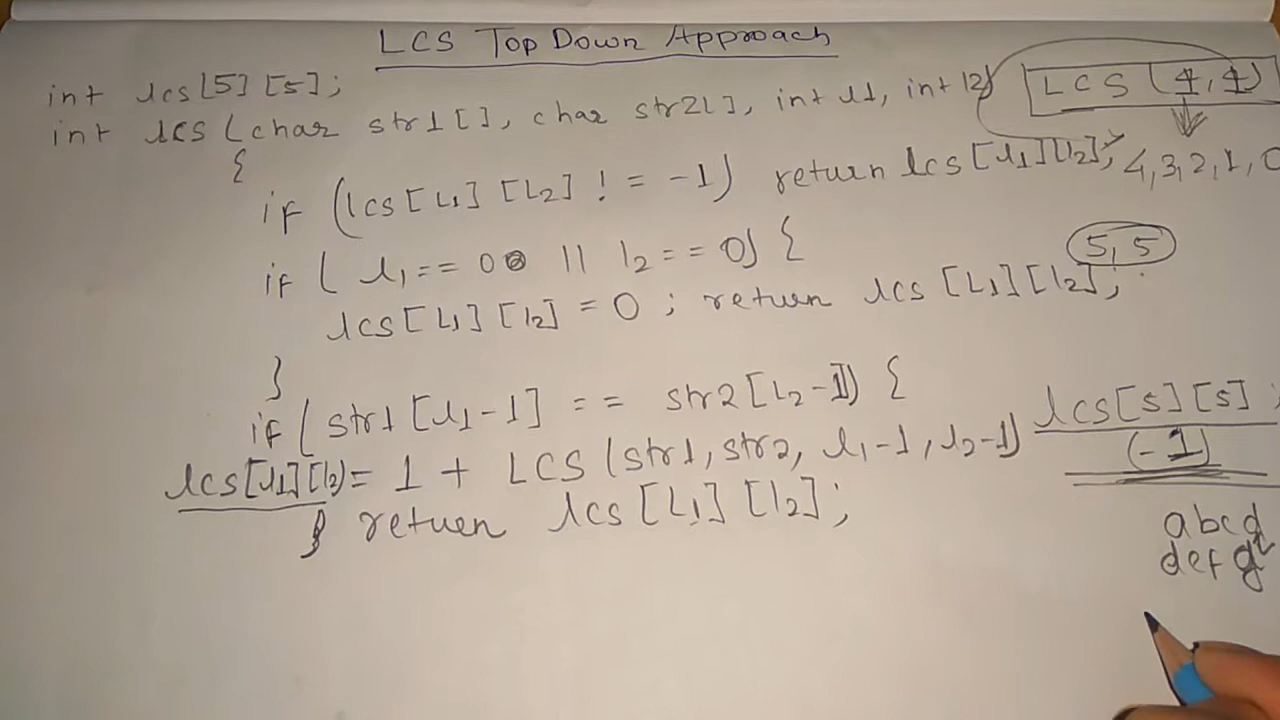 LCS Top Down Approach
int lcs[5][5];
int lcs (char str1[], char str2[], int l1, int l2)
LCS (4,4)
{
if (lcs[L1][L2] != -1) return lcs[l1][l2];
4,3,2,1,0
if (l1 == 0 || l2 == 0) {
5,5
lcs[L1][l2] = 0; return lcs[L1][l2];
}
if (str1[l1-1] == str2[L2-1]) {
lcs[5][5];
lcs[l1][l2] = 1 + LCS (str1, str2, l1-1, l2-1)
(-1)
} return lcs[L1][l2];
abcd
def